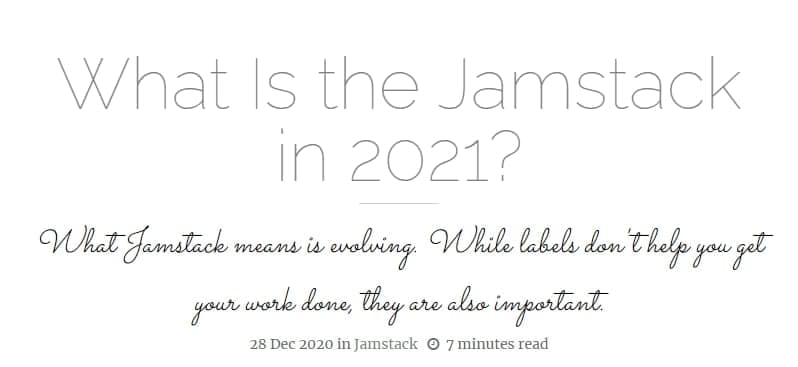 What Is the Jamstack
in 2021?
What Jamstack means is evolving. While labels don't help you get
your work done, they are also important.
28 Dec 2020 in Jamstack 7 minutes read